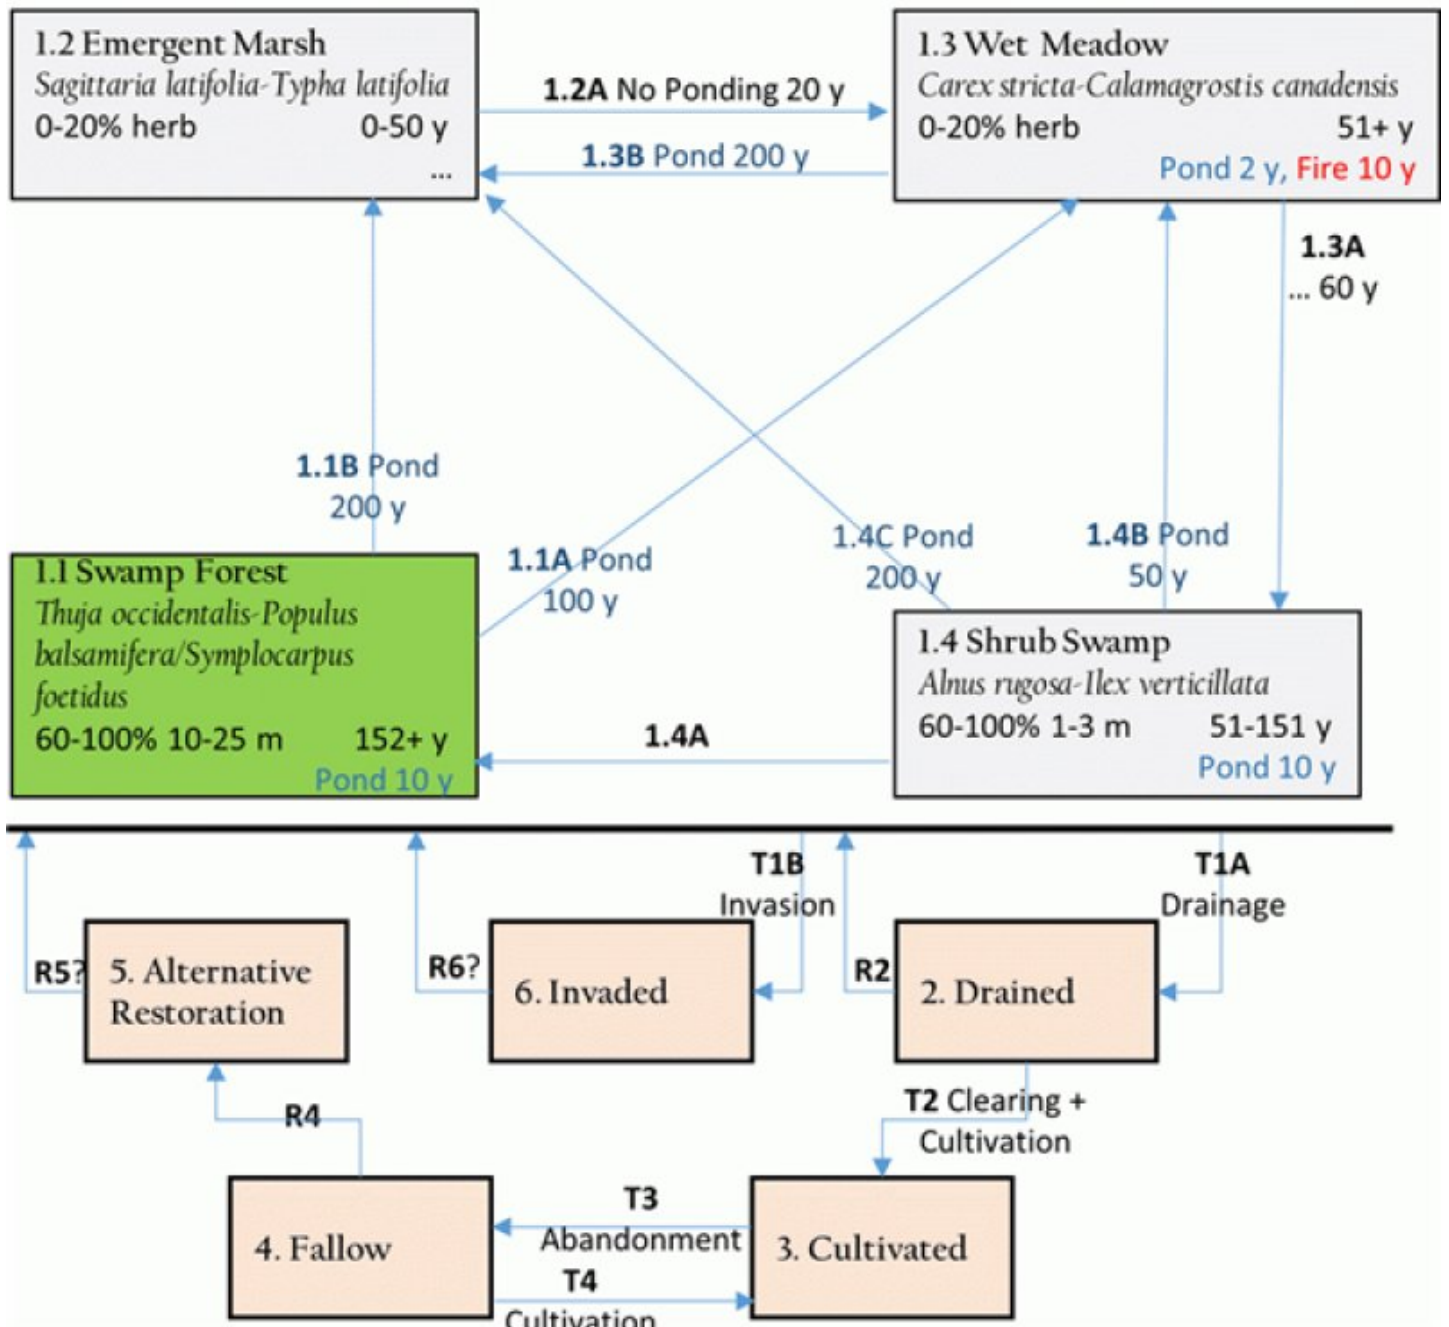 1.2 Emergent Marsh
Sagittaria latifolia-Typha latifolia
0-20% herb 0-50 y
...
1.2A No Ponding 20 y
1.3B Pond 200 y
1.3 Wet Meadow
Carex stricta-Calamagrostis canadensis
0-20% herb 51+ y
Pond 2 y, Fire 10 y
1.3A
... 60 y
1.1B Pond
200 y
1.1A Pond
100 y
1.4C Pond
200 y
1.4B Pond
50 y
1.1 Swamp Forest
Thuja occidentalis-Populus
balsamifera/Symplocarpus
foetidus
60-100% 10-25 m 152+ y
Pond 10 y
1.4A
1.4 Shrub Swamp
Alnus rugosa-Ilex verticillata
60-100% 1-3 m 51-151 y
Pond 10 y
T1B
Invasion
T1A
Drainage
R5?
5. Alternative
Restoration
R6?
6. Invaded
R2
2. Drained
R4
T2 Clearing +
Cultivation
4. Fallow
T3
Abandonment
T4
Cultivation
3. Cultivated